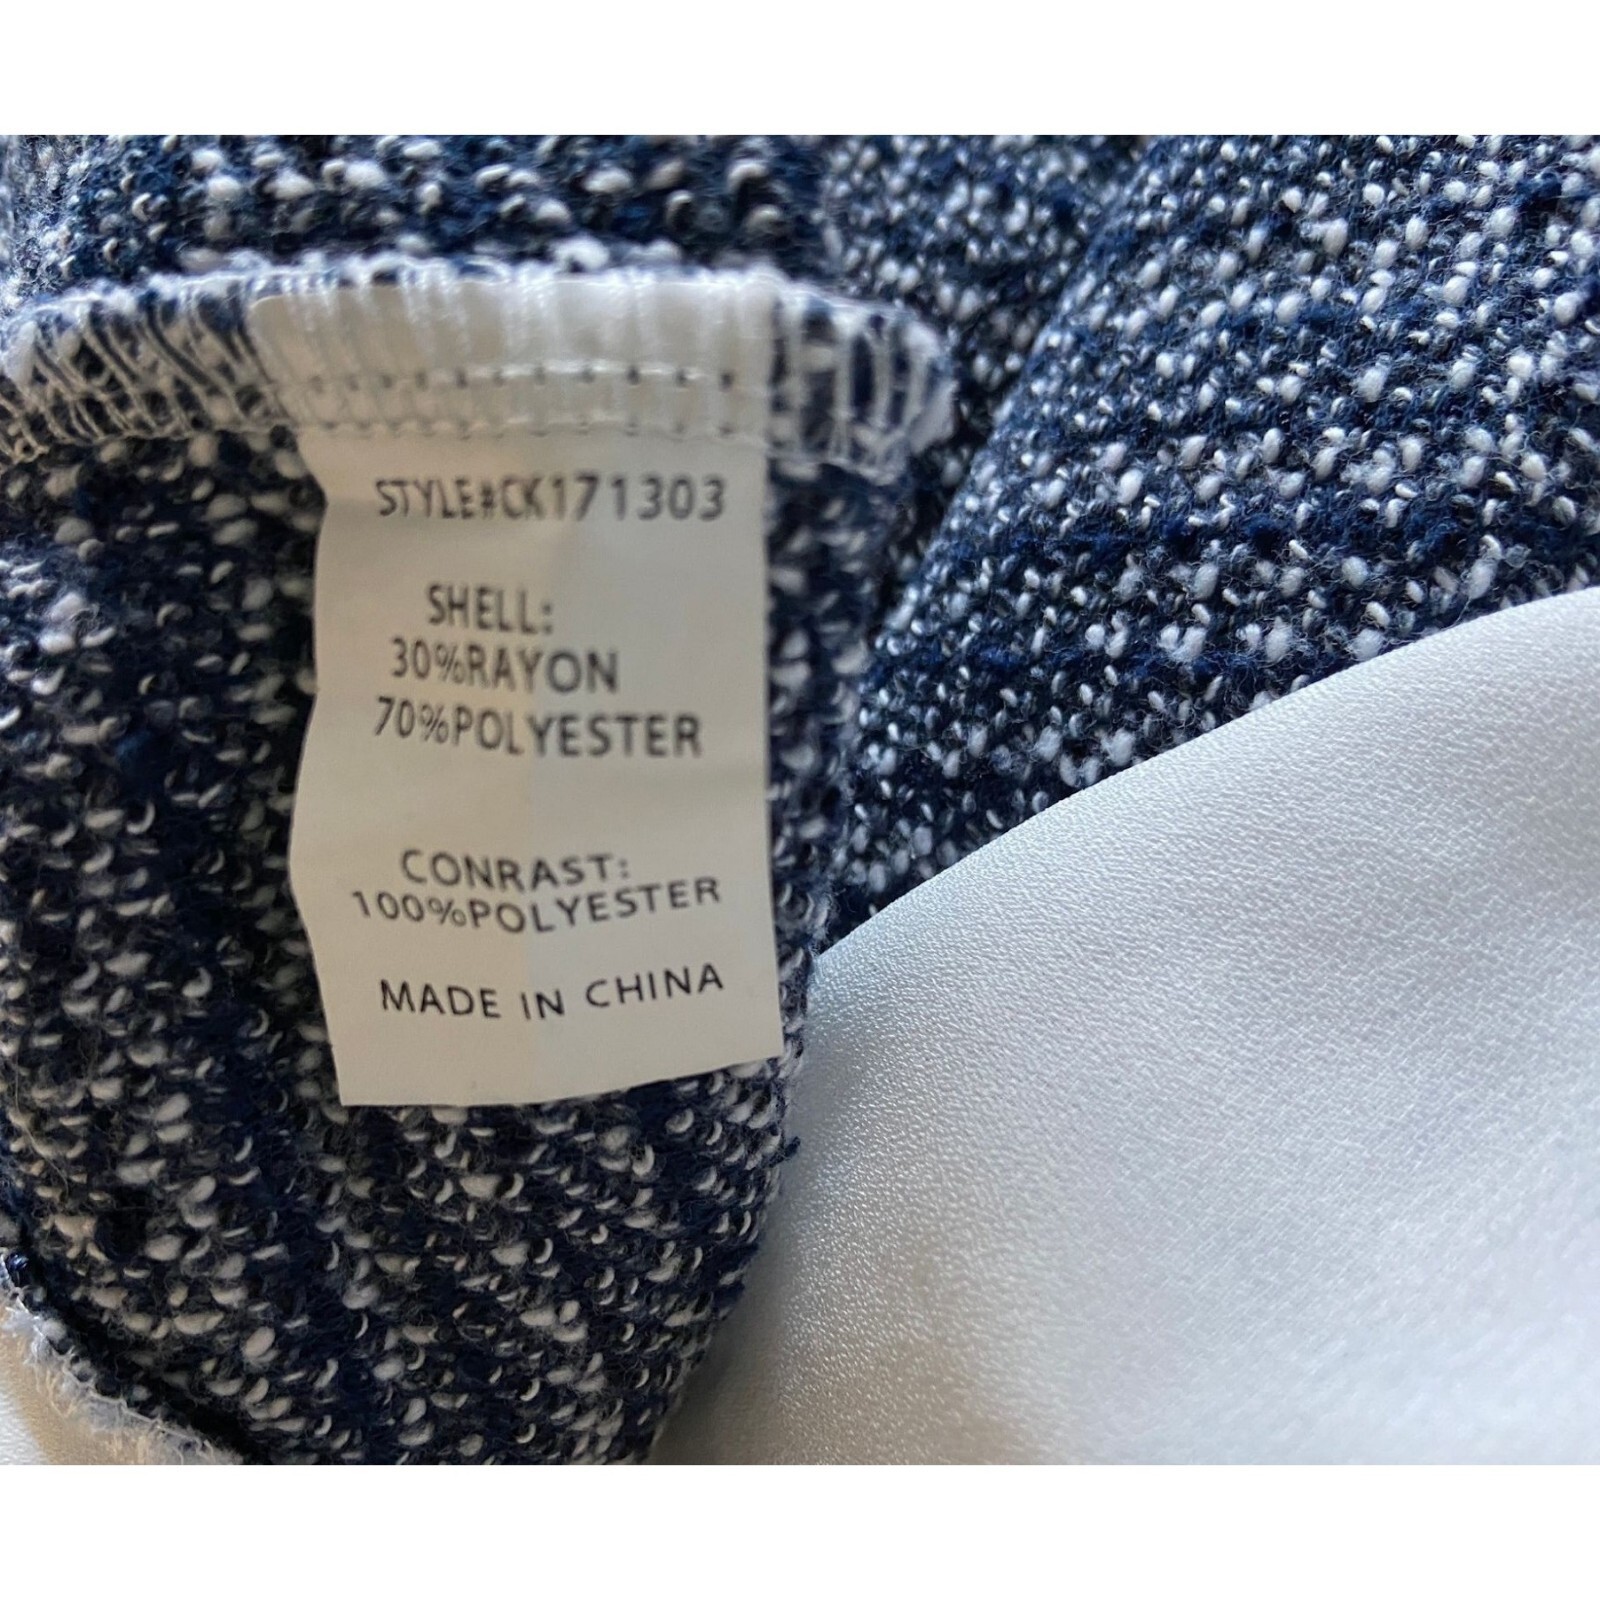 STYLE#CK171303
SHELL:
30%RAYON
70%POLYESTER
CONRAST:
100%POLYESTER
MADE IN CHINA